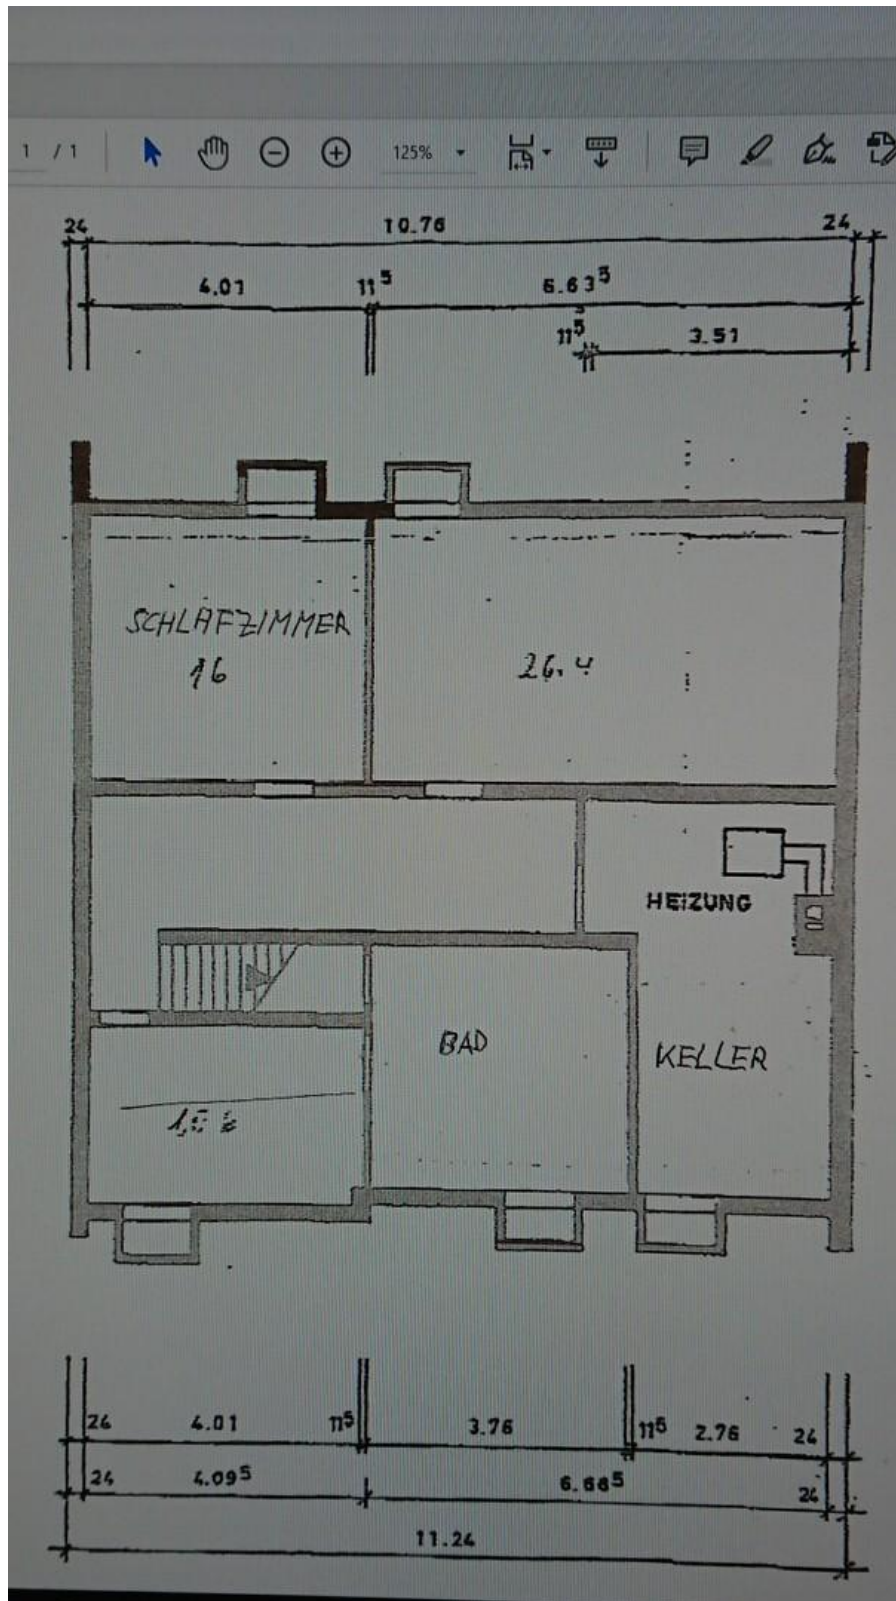 1 / 1 125%
24 10.76 24
4.01 11⁵ 6.63⁵
11⁵ 3.51
SCHLAFZIMMER
16
26.4
HEIZUNG
BAD
KELLER
24 4.01 11⁵ 3.76 11⁵ 2.76 24
24 4.09⁵ 6.66⁵ 24
11.24